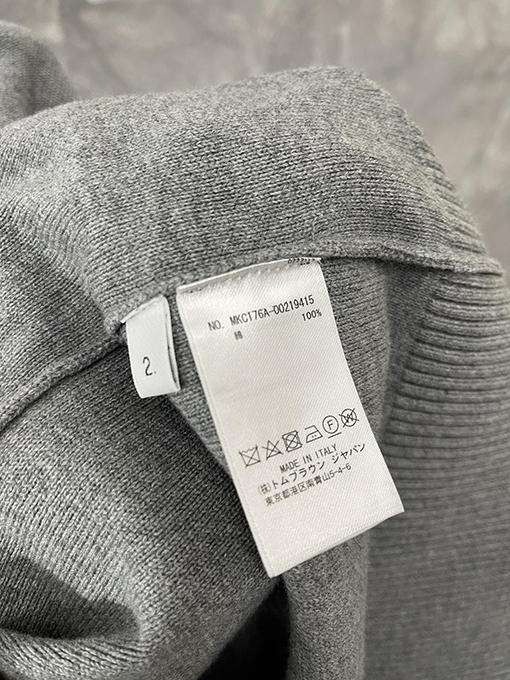 2.
NO. MKC176A-00219415
綿 100%
MADE IN ITALY
(株)トムブラウン ジャパン
東京都港区南青山5-4-6